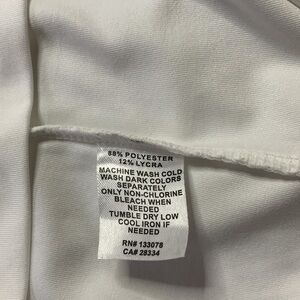 88% POLYESTER
12% LYCRA
MACHINE WASH COLD
WASH DARK COLORS
SEPARATELY
ONLY NON-CHLORINE
BLEACH WHEN
NEEDED
TUMBLE DRY LOW
COOL IRON IF
NEEDED
RN# 133078
CA# 28334